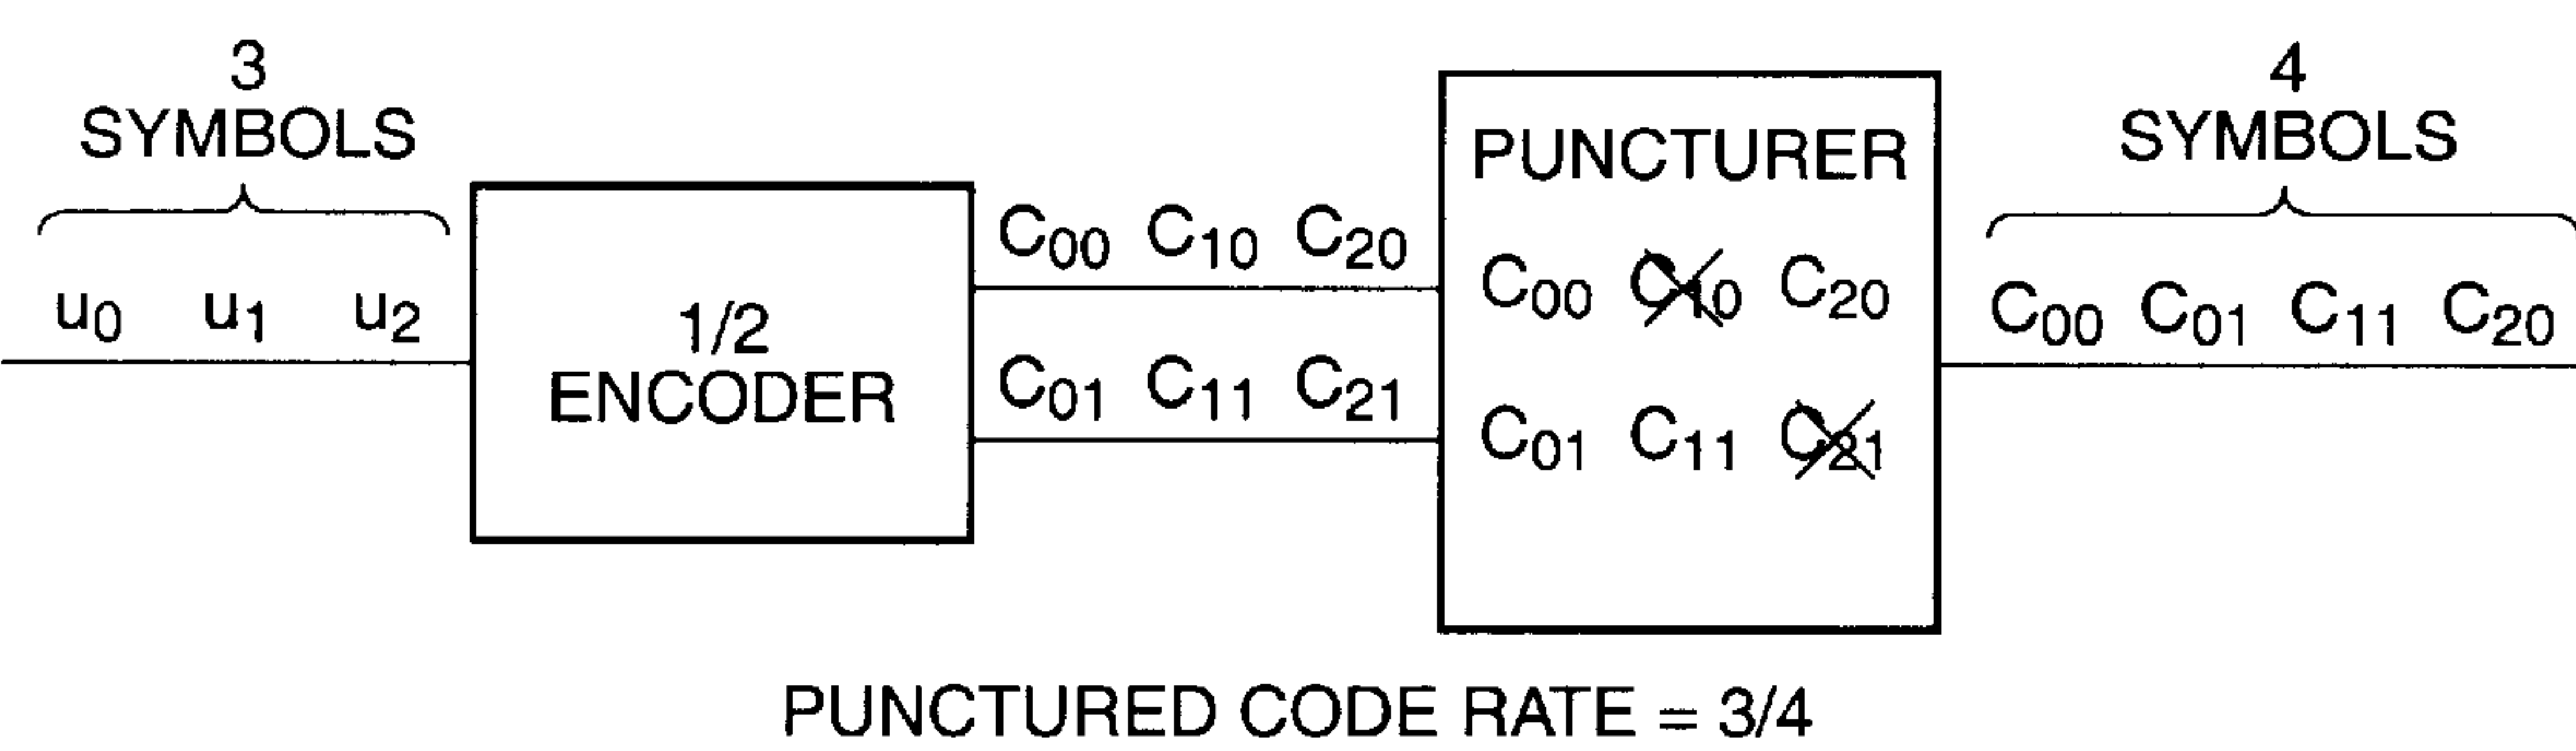 3
SYMBOLS
u0 u1 u2
1/2
ENCODER
C00 C10 C20
C01 C11 C21
PUNCTURER
C00 C10 C20
C01 C11 C21
4
SYMBOLS
C00 C01 C11 C20
PUNCTURED CODE RATE = 3/4